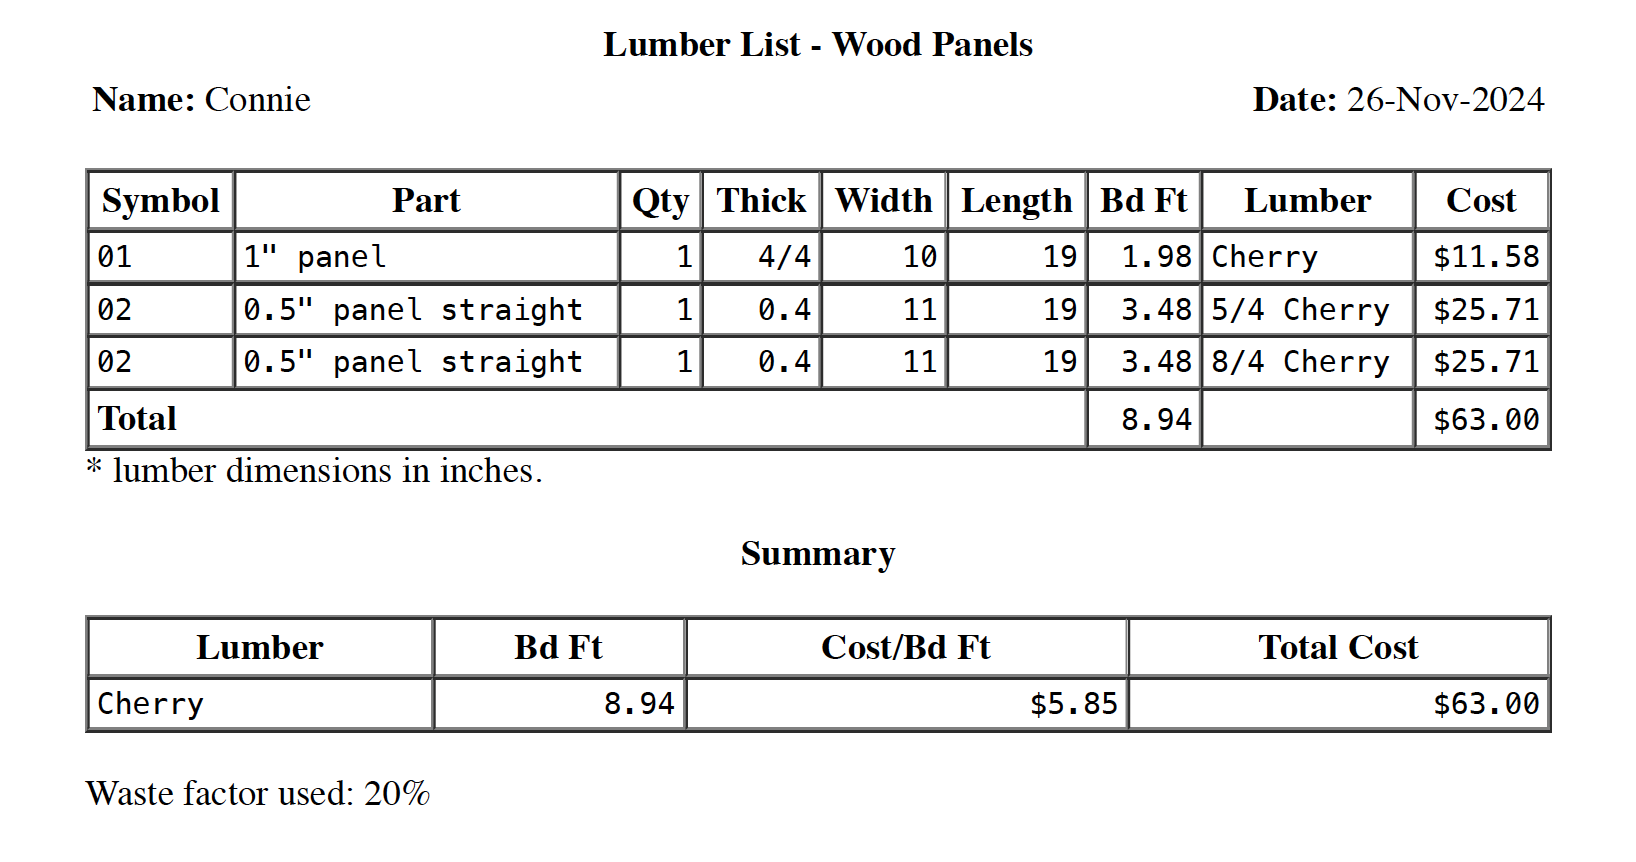 Lumber List - Wood Panels
Name: Connie Date: 26-Nov-2024
Symbol Part Qty Thick Width Length Bd Ft Lumber Cost
01 1" panel 1 4/4 10 19 1.98 Cherry $11.58
02 0.5" panel straight 1 0.4 11 19 3.48 5/4 Cherry $25.71
02 0.5" panel straight 1 0.4 11 19 3.48 8/4 Cherry $25.71
Total 8.94 $63.00
* lumber dimensions in inches.
Summary
Lumber Bd Ft Cost/Bd Ft Total Cost
Cherry 8.94 $5.85 $63.00
Waste factor used: 20%